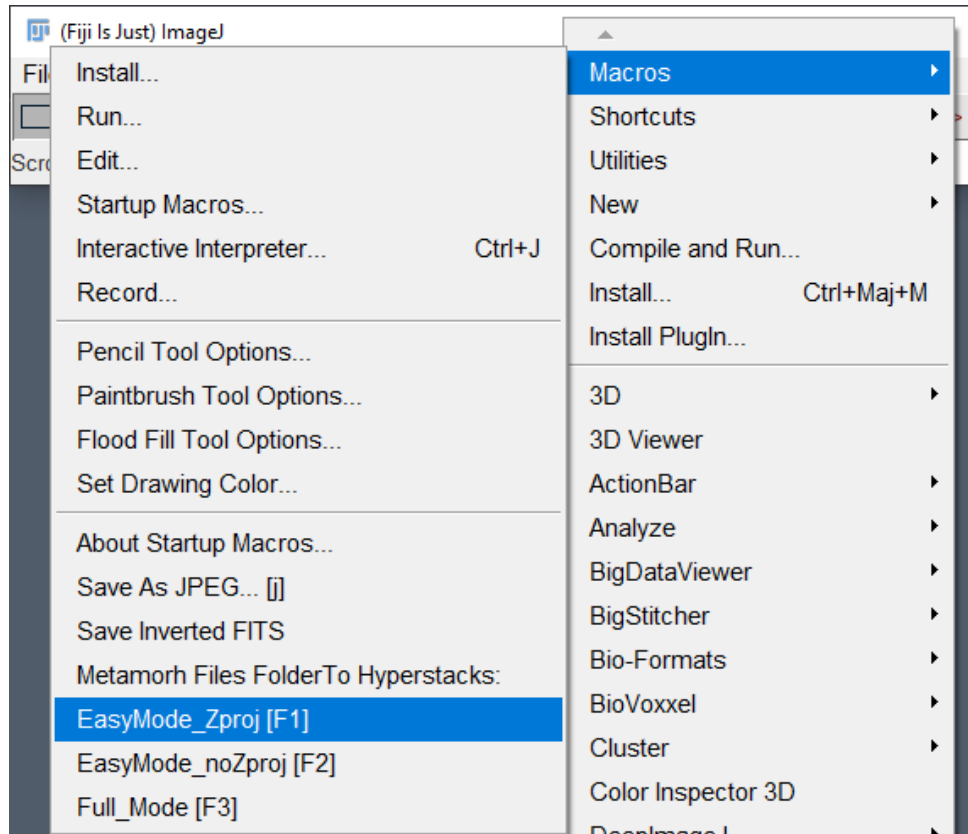 (Fiji Is Just) ImageJ
Fil
Scro
Install...
Run...
Edit...
Startup Macros...
Interactive Interpreter... Ctrl+J
Record...
Pencil Tool Options...
Paintbrush Tool Options...
Flood Fill Tool Options...
Set Drawing Color...
About Startup Macros...
Save As JPEG... [j]
Save Inverted FITS
Metamorh Files FolderTo Hyperstacks:
EasyMode_Zproj [F1]
EasyMode_noZproj [F2]
Full_Mode [F3]
Macros
Shortcuts
Utilities
New
Compile and Run...
Install... Ctrl+Maj+M
Install PlugIn...
3D
3D Viewer
ActionBar
Analyze
BigDataViewer
BigStitcher
Bio-Formats
BioVoxxel
Cluster
Color Inspector 3D